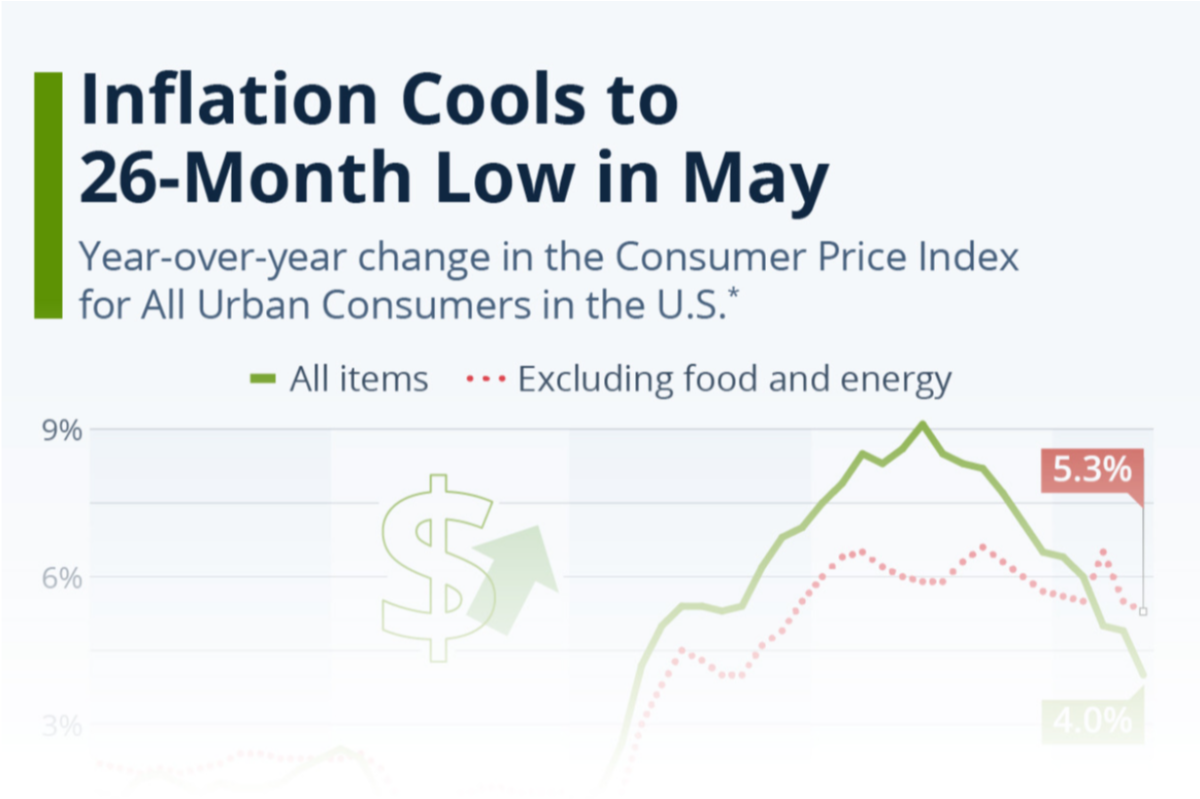 Inflation Cools to
26-Month Low in May
Year-over-year change in the Consumer Price Index
for All Urban Consumers in the U.S.*
All items
Excluding food and energy
9%
5.3%
$
6%
3%
4.0%